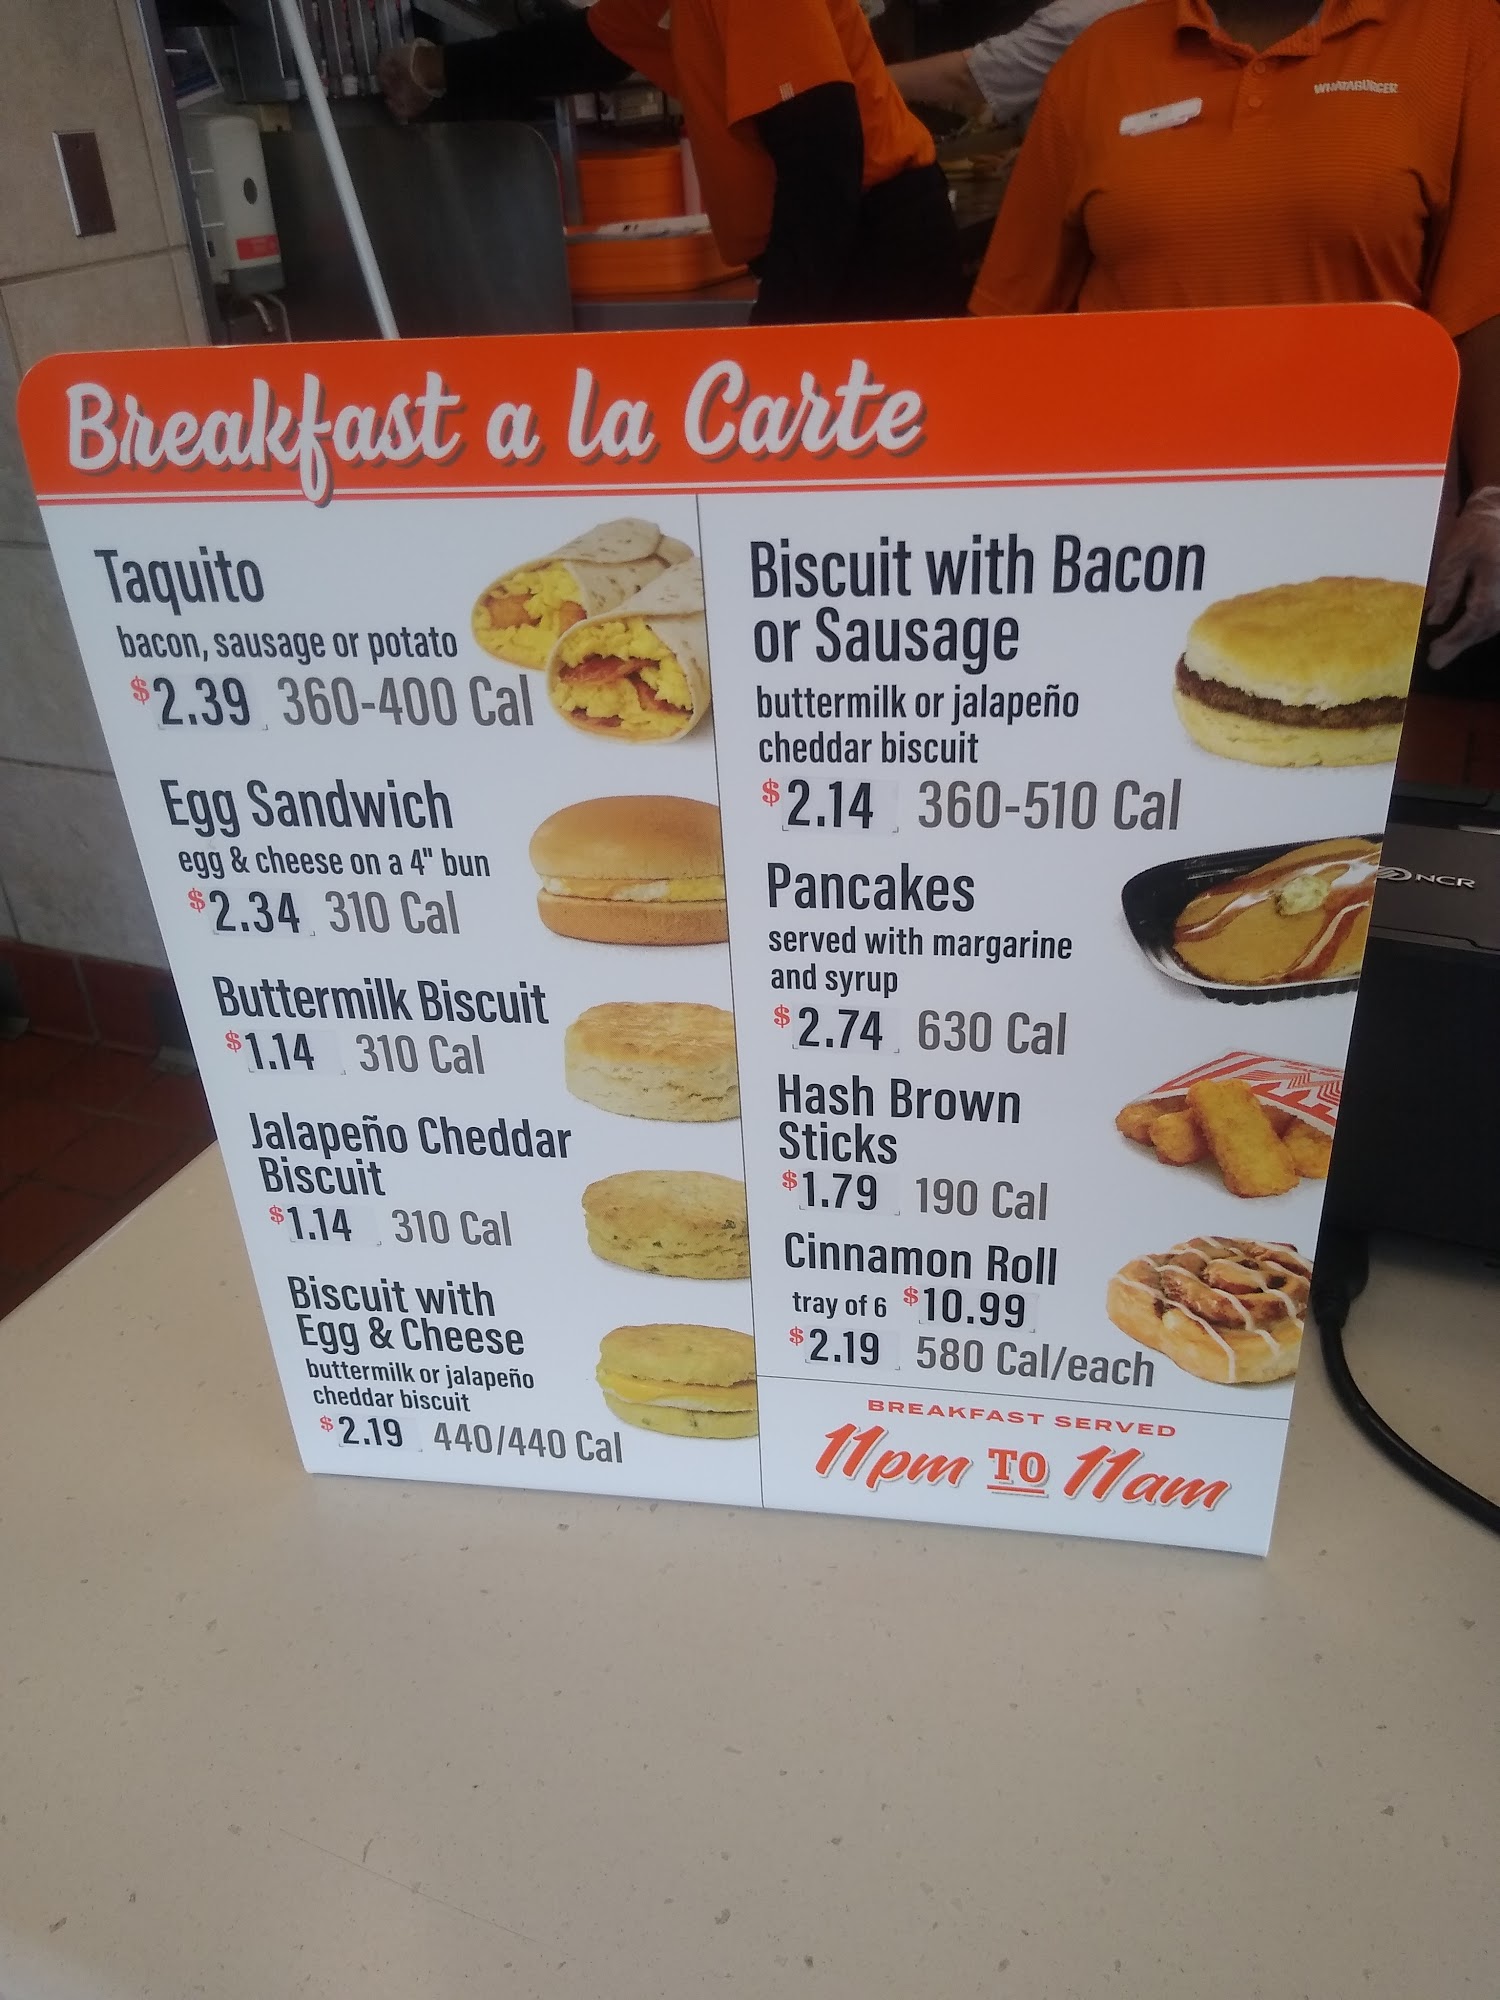 WHATABURGER
Breakfast a la Carte
Taquito
bacon, sausage or potato
$2.39 360-400 Cal
Egg Sandwich
egg & cheese on a 4" bun
$2.34 310 Cal
Buttermilk Biscuit
$1.14 310 Cal
Jalapeño Cheddar
Biscuit
$1.14 310 Cal
Biscuit with
Egg & Cheese
buttermilk or jalapeño
cheddar biscuit
$2.19 440/440 Cal
Biscuit with Bacon
or Sausage
buttermilk or jalapeño
cheddar biscuit
$2.14 360-510 Cal
Pancakes
served with margarine
and syrup
$2.74 630 Cal
Hash Brown
Sticks
$1.79 190 Cal
Cinnamon Roll
tray of 6 $10.99
$2.19 580 Cal/each
BREAKFAST SERVED
11pm TO 11am
NCR